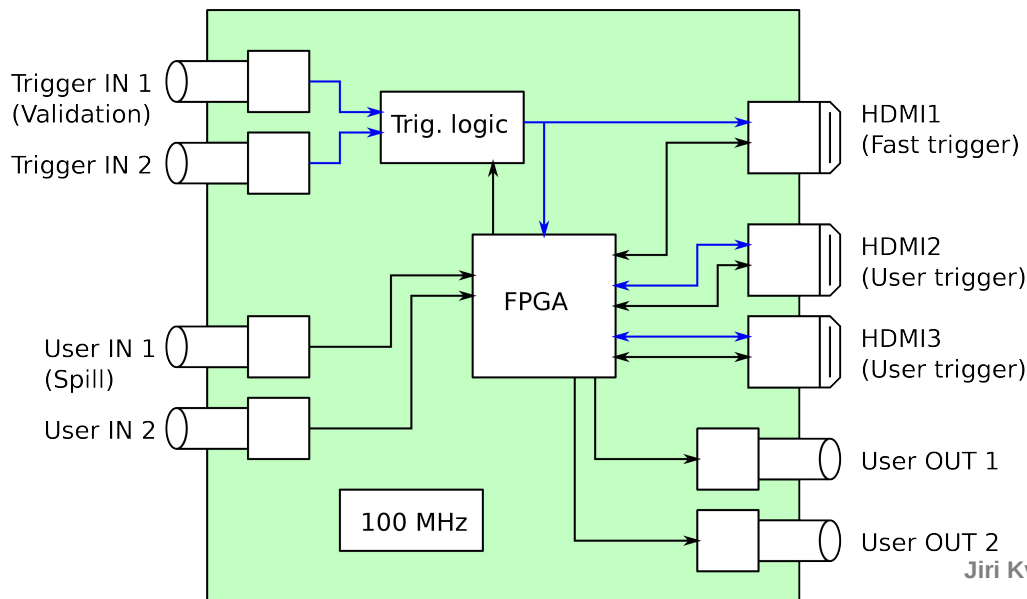 Trigger IN 1
(Validation)
Trigger IN 2
Trig. logic
HDMI1
(Fast trigger)
HDMI2
(User trigger)
FPGA
HDMI3
(User trigger)
User IN 1
(Spill)
User IN 2
User OUT 1
100 MHz
User OUT 2
Jiri